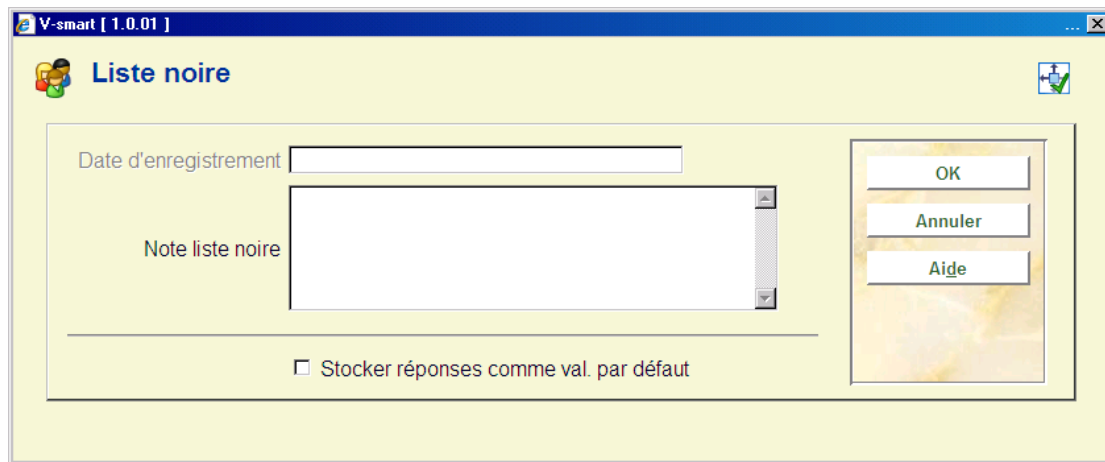 V-smart [ 1.0.01 ]
...
Liste noire
Date d'enregistrement
OK
Annuler
Note liste noire
Aide
Stocker réponses comme val. par défaut